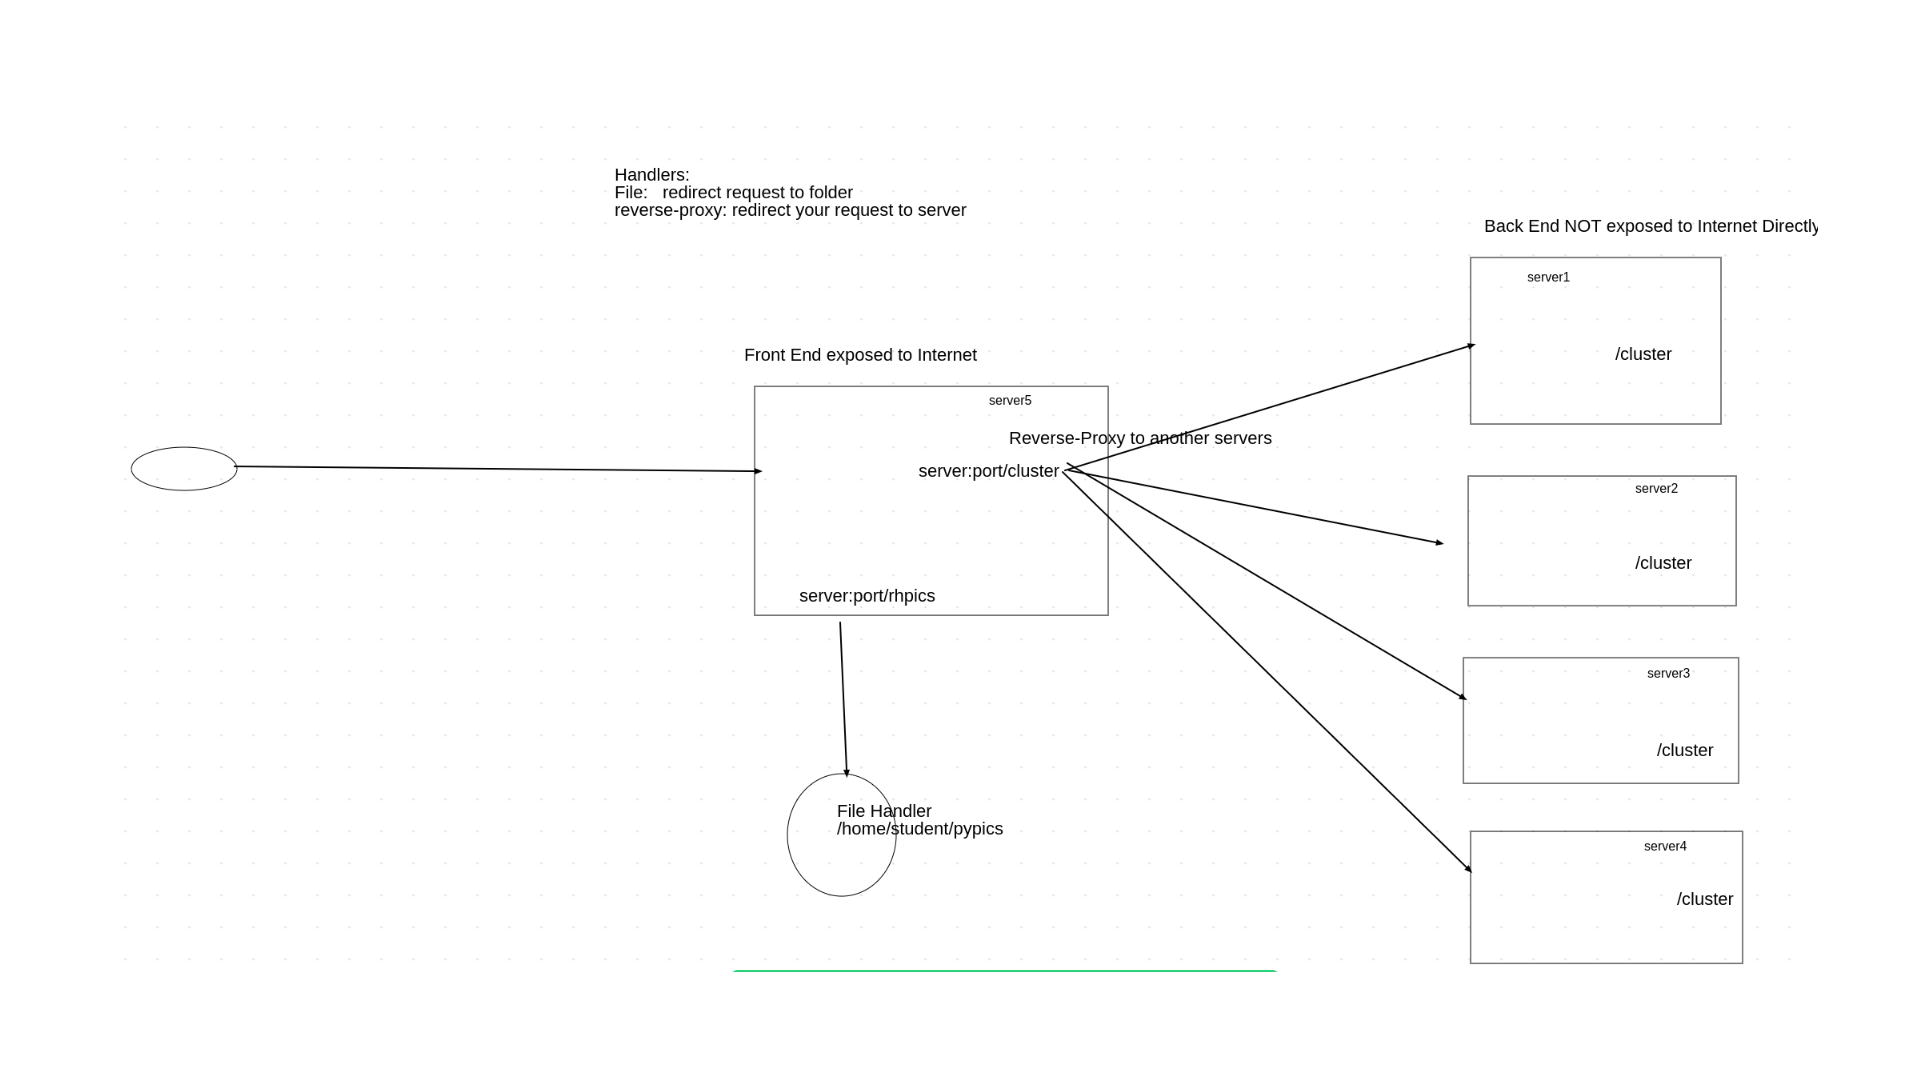 Handlers:
File:   redirect request to folder
reverse-proxy: redirect your request to server
Back End NOT exposed to Internet Directly
server1
/cluster
Front End exposed to Internet
server5
Reverse-Proxy to another servers
server:port/cluster
server2
/cluster
server:port/rhpics
server3
/cluster
File Handler
/home/student/pypics
server4
/cluster